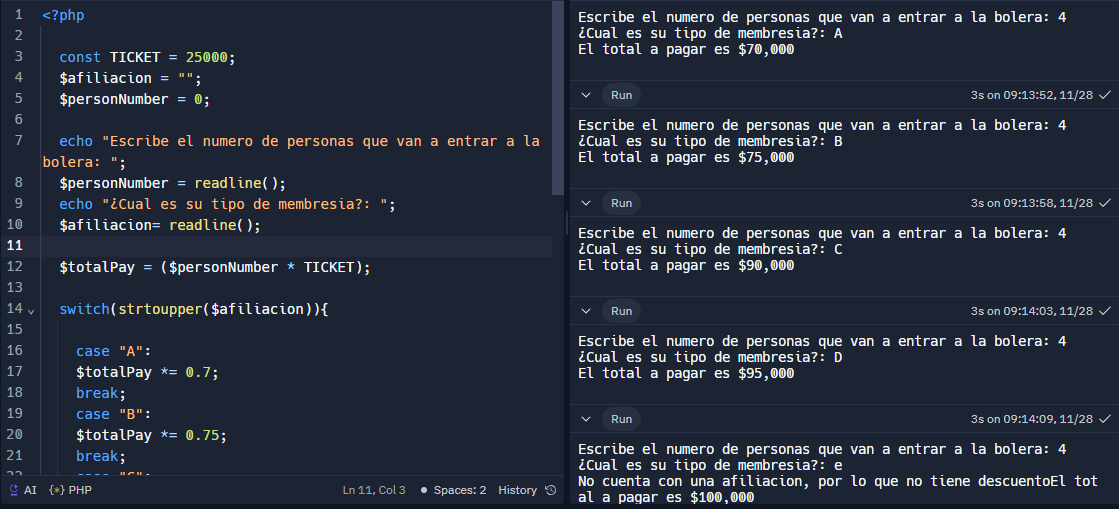 1 <?php
2
3 const TICKET = 25000;
4 $afiliacion = "";
5 $personNumber = 0;
6
7 echo "Escribe el numero de personas que van a entrar a la
bolera: ";
8 $personNumber = readline();
9 echo "¿Cual es su tipo de membresia?: ";
10 $afiliacion= readline();
11
12 $totalPay = ($personNumber * TICKET);
13
14 switch(strtoupper($afiliacion)){
15
16 case "A":
17 $totalPay *= 0.7;
18 break;
19 case "B":
20 $totalPay *= 0.75;
21 break;
22 case "C":
AI {} PHP Ln 11, Col 3 Spaces: 2 History
Escribe el numero de personas que van a entrar a la bolera: 4
¿Cual es su tipo de membresia?: A
El total a pagar es $70,000
Run 3s on 09:13:52, 11/28
Escribe el numero de personas que van a entrar a la bolera: 4
¿Cual es su tipo de membresia?: B
El total a pagar es $75,000
Run 3s on 09:13:58, 11/28
Escribe el numero de personas que van a entrar a la bolera: 4
¿Cual es su tipo de membresia?: C
El total a pagar es $90,000
Run 3s on 09:14:03, 11/28
Escribe el numero de personas que van a entrar a la bolera: 4
¿Cual es su tipo de membresia?: D
El total a pagar es $95,000
Run 3s on 09:14:09, 11/28
Escribe el numero de personas que van a entrar a la bolera: 4
¿Cual es su tipo de membresia?: e
No cuenta con una afiliacion, por lo que no tiene descuentoEl tot
al a pagar es $100,000